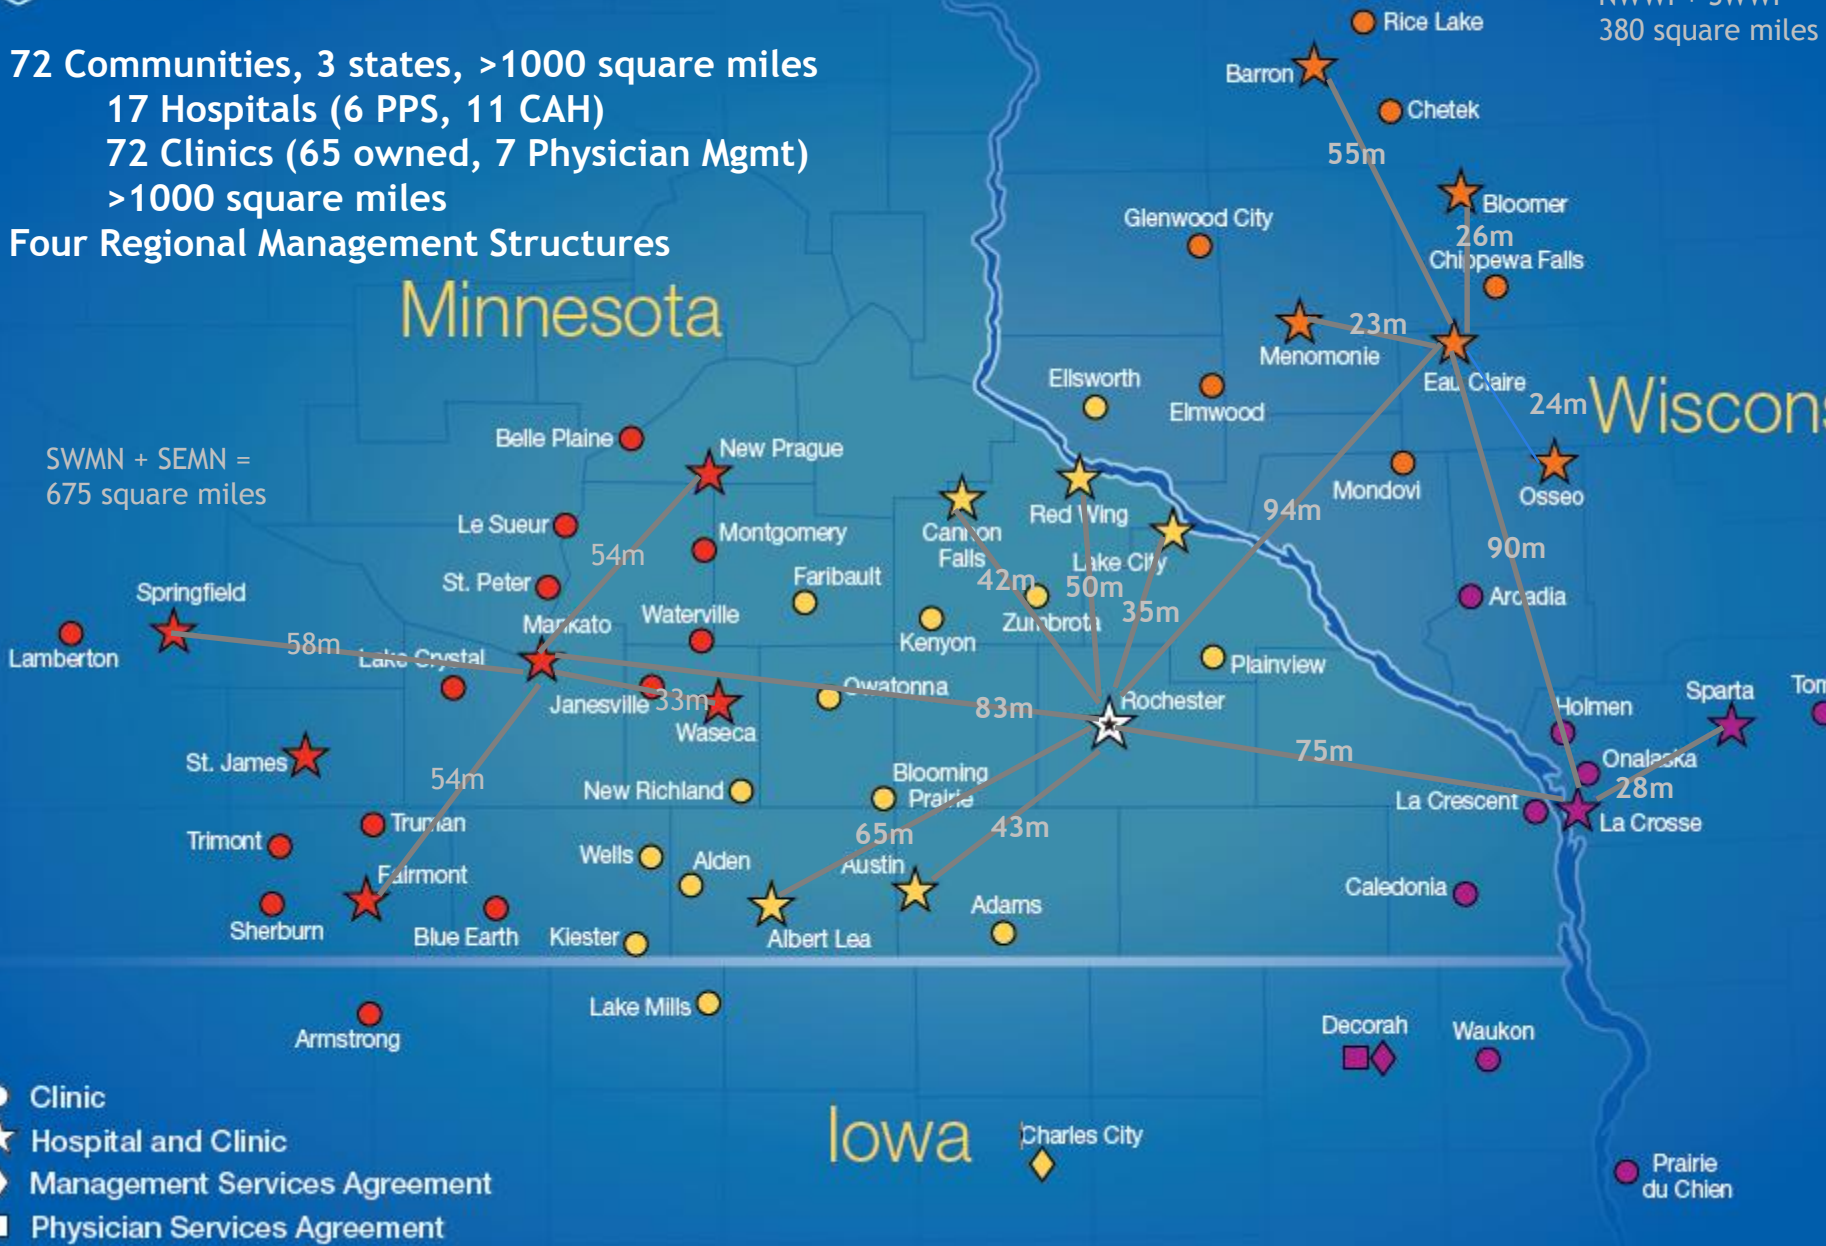 NWWI + SWWI
380 square miles
72 Communities, 3 states, >1000 square miles
17 Hospitals (6 PPS, 11 CAH)
72 Clinics (65 owned, 7 Physician Mgmt)
>1000 square miles
Four Regional Management Structures
Rice Lake
Barron
Chetek
55m
Bloomer
26m
Glenwood City
Chippewa Falls
Minnesota
23m
Menomonie
Ellsworth
Eau Claire
Elmwood
24m
Wiscons
Belle Plaine
New Prague
SWMN + SEMN =
675 square miles
Mondovi
Osseo
Le Sueur
Montgomery
Cannon
Falls
Red Wing
94m
54m
Lake City
90m
Springfield
St. Peter
Faribault
42m
50m
35m
Arcadia
Mankato
Waterville
Zumbrota
Kenyon
Lamberton
58m
Lake Crystal
Plainview
Janesville
33m
Waseca
Owatonna
83m
Rochester
Holmen
Sparta
Tom
St. James
54m
75m
Onalaska
28m
New Richland
Blooming
Prairie
La Crescent
La Crosse
Truman
Trimont
65m
43m
Wells
Alden
Austin
Fairmont
Caledonia
Sherburn
Blue Earth
Kiester
Albert Lea
Adams
Lake Mills
Armstrong
Decorah
Waukon
Clinic
Hospital and Clinic
Management Services Agreement
Physician Services Agreement
Iowa
Charles City
Prairie
du Chien